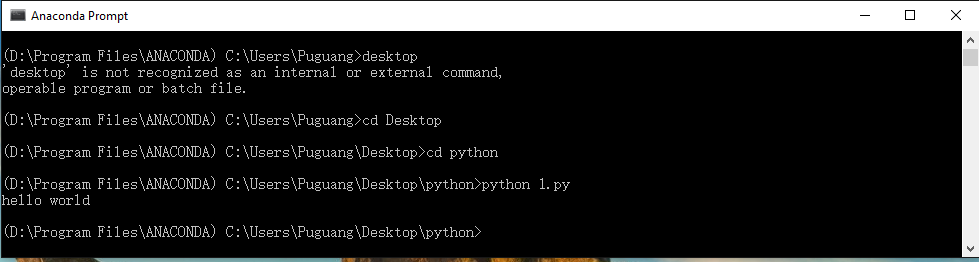 Anaconda Prompt
(D:\Program Files\ANACONDA) C:\Users\Puguang>desktop
'desktop' is not recognized as an internal or external command,
operable program or batch file.
(D:\Program Files\ANACONDA) C:\Users\Puguang>cd Desktop
(D:\Program Files\ANACONDA) C:\Users\Puguang\Desktop>cd python
(D:\Program Files\ANACONDA) C:\Users\Puguang\Desktop\python>python 1.py
hello world
(D:\Program Files\ANACONDA) C:\Users\Puguang\Desktop\python>